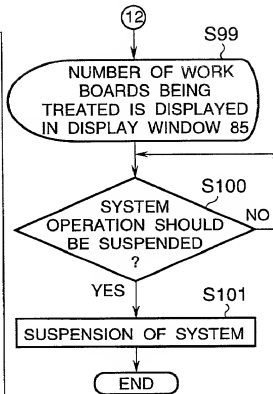 12
S99
NUMBER OF WORK
BOARDS BEING
TREATED IS DISPLAYED
IN DISPLAY WINDOW 85
S100
SYSTEM
OPERATION SHOULD
BE SUSPENDED
?
NO
YES
S101
SUSPENSION OF SYSTEM
END